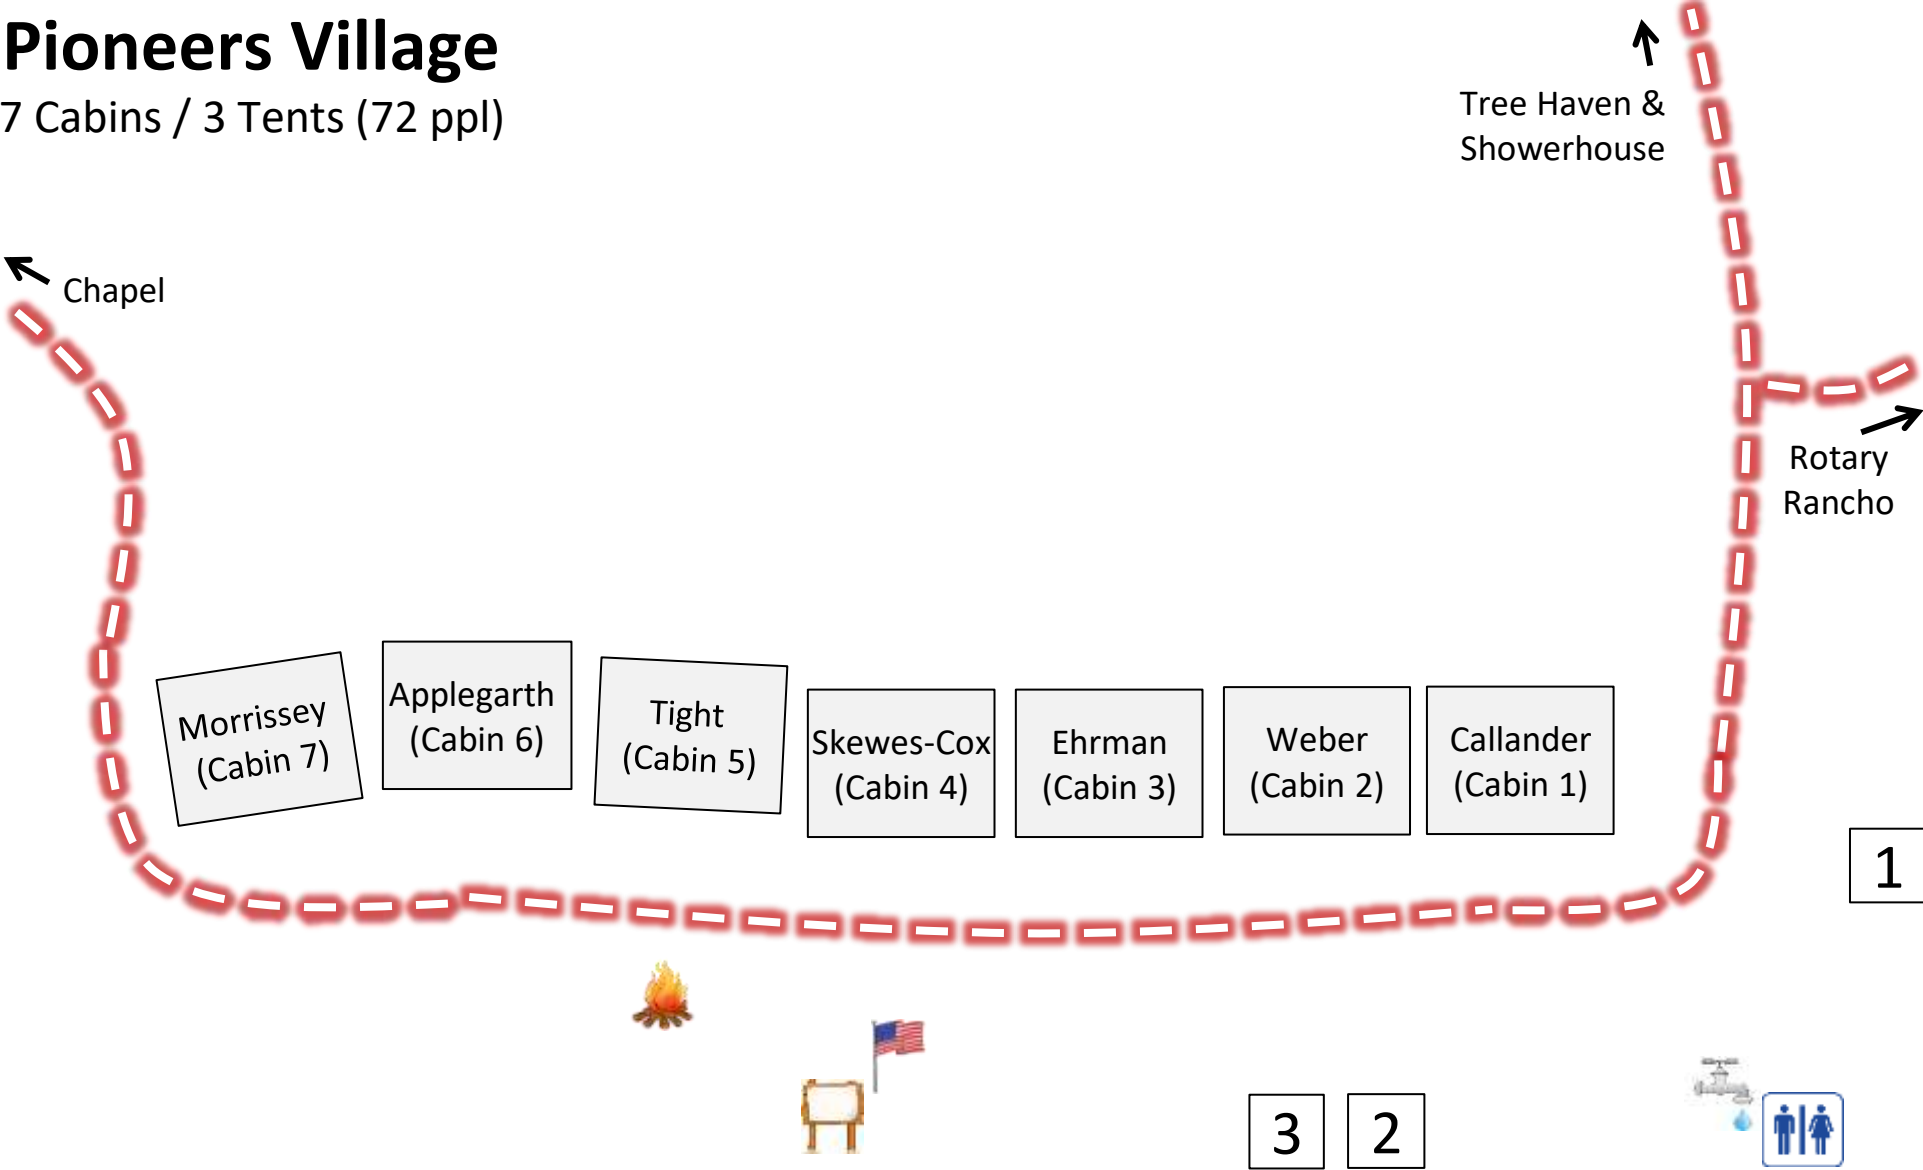 Pioneers Village
7 Cabins / 3 Tents (72 ppl)
Tree Haven &
Showerhouse
Chapel
Rotary
Rancho
Morrissey
(Cabin 7)
Applegarth
(Cabin 6)
Tight
(Cabin 5)
Skewes-Cox
(Cabin 4)
Ehrman
(Cabin 3)
Weber
(Cabin 2)
Callander
(Cabin 1)
1
3
2